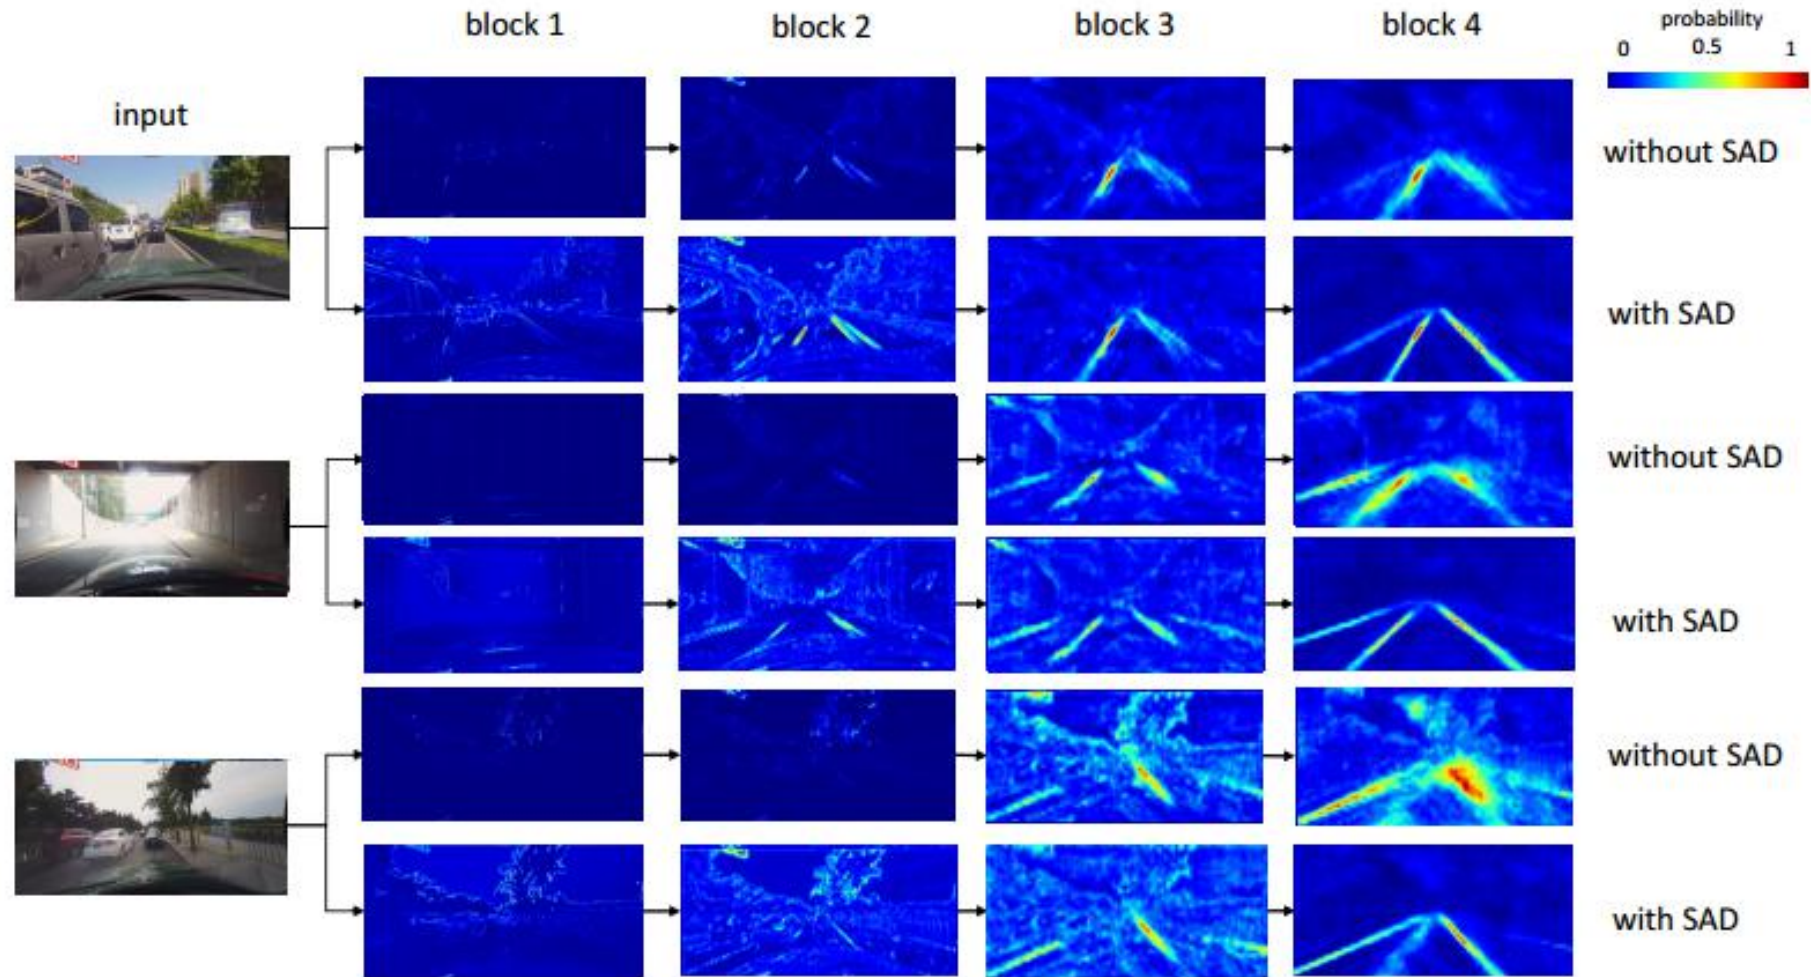 block 1
block 2
block 3
block 4
probability
0
0.5
1
input
without SAD
with SAD
without SAD
with SAD
without SAD
with SAD